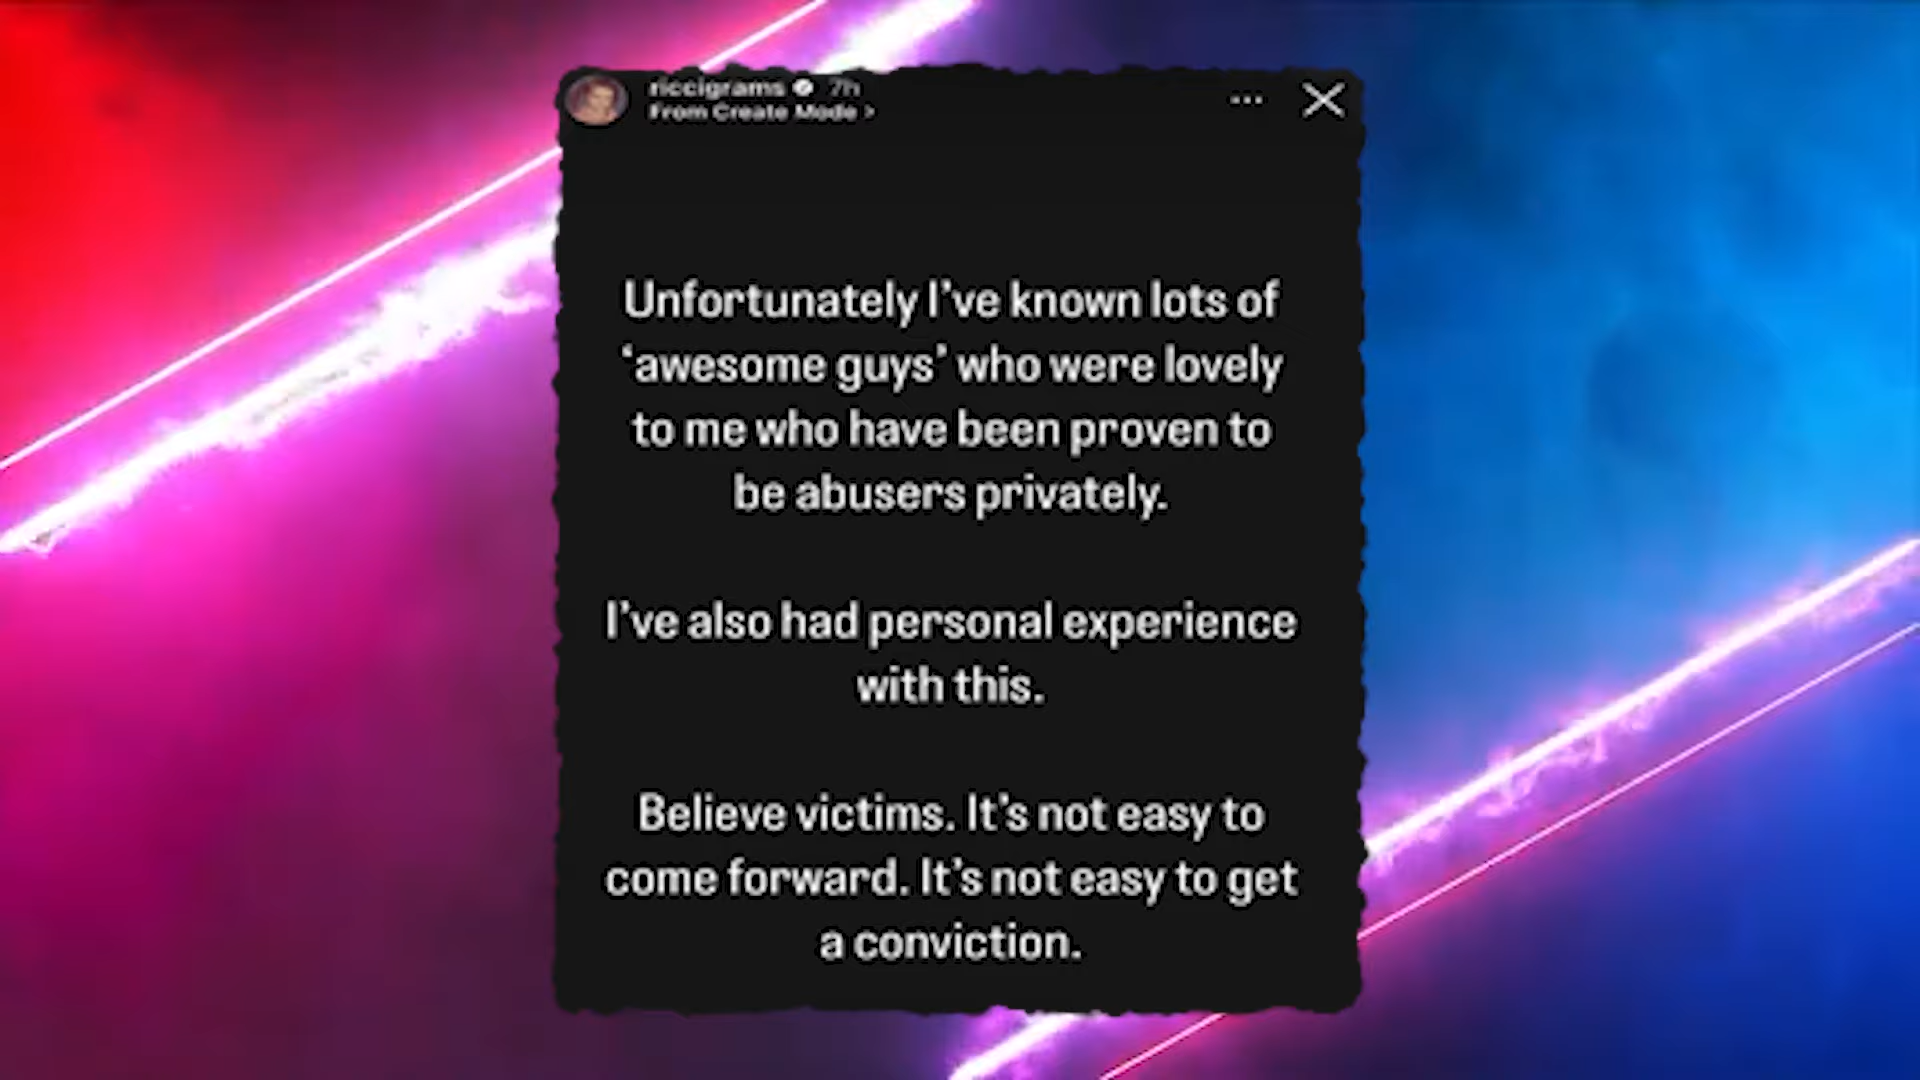 riccigrams 7h
From Create Mode >
Unfortunately I've known lots of
'awesome guys' who were lovely
to me who have been proven to
be abusers privately.
I've also had personal experience
with this.
Believe victims. It's not easy to
come forward. It's not easy to get
a conviction.